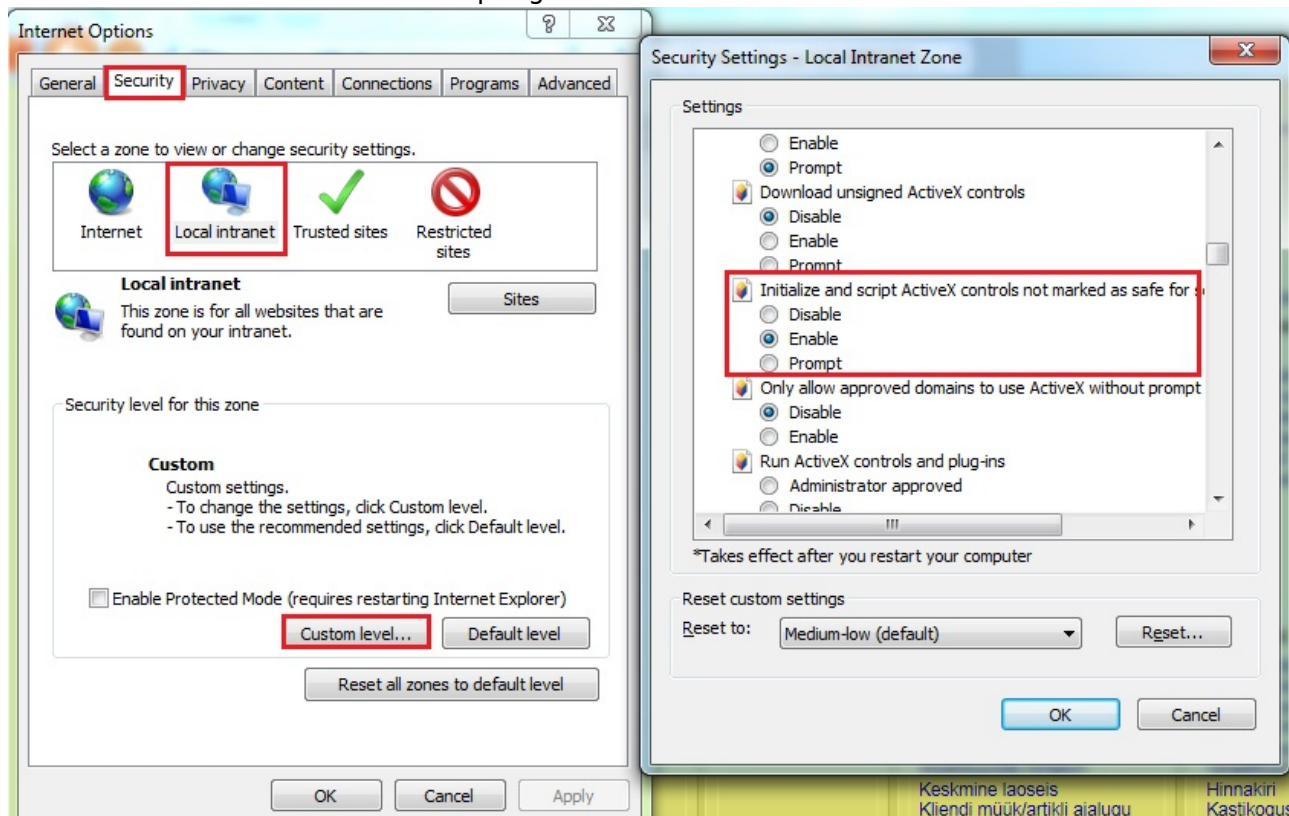 Internet Options
General Security Privacy Content Connections Programs Advanced
Select a zone to view or change security settings.
Internet Local intranet Trusted sites Restricted
sites
Local intranet
This zone is for all websites that are
found on your intranet.
Sites
Security level for this zone
Custom
Custom settings.
- To change the settings, click Custom level.
- To use the recommended settings, click Default level.
Enable Protected Mode (requires restarting Internet Explorer)
Custom level... Default level
Reset all zones to default level
OK Cancel Apply
Security Settings - Local Intranet Zone
Settings
Enable
Prompt
Download unsigned ActiveX controls
Disable
Enable
Prompt
Initialize and script ActiveX controls not marked as safe for
Disable
Enable
Prompt
Only allow approved domains to use ActiveX without prompt
Disable
Enable
Run ActiveX controls and plug-ins
Administrator approved
Disable
*Takes effect after you restart your computer
Reset custom settings
Reset to: Medium-low (default) Reset...
OK Cancel
Keskmine laoseis Hinnakiri
Kliendi müük/artikli ajalugu Kastikogus